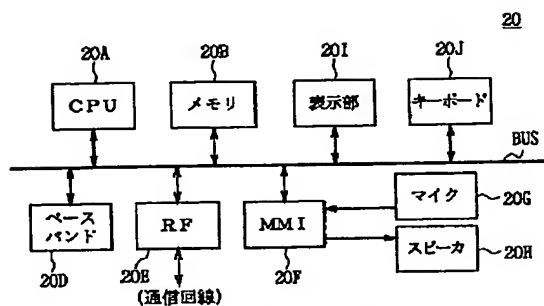 20
20A
20B
20I
20J
CPU
メモリ
表示部
キーボード
BUS
ベース
バンド
RF
MMI
マイク
スピーカ
20G
20H
20D
20E
20F
(通信回線)